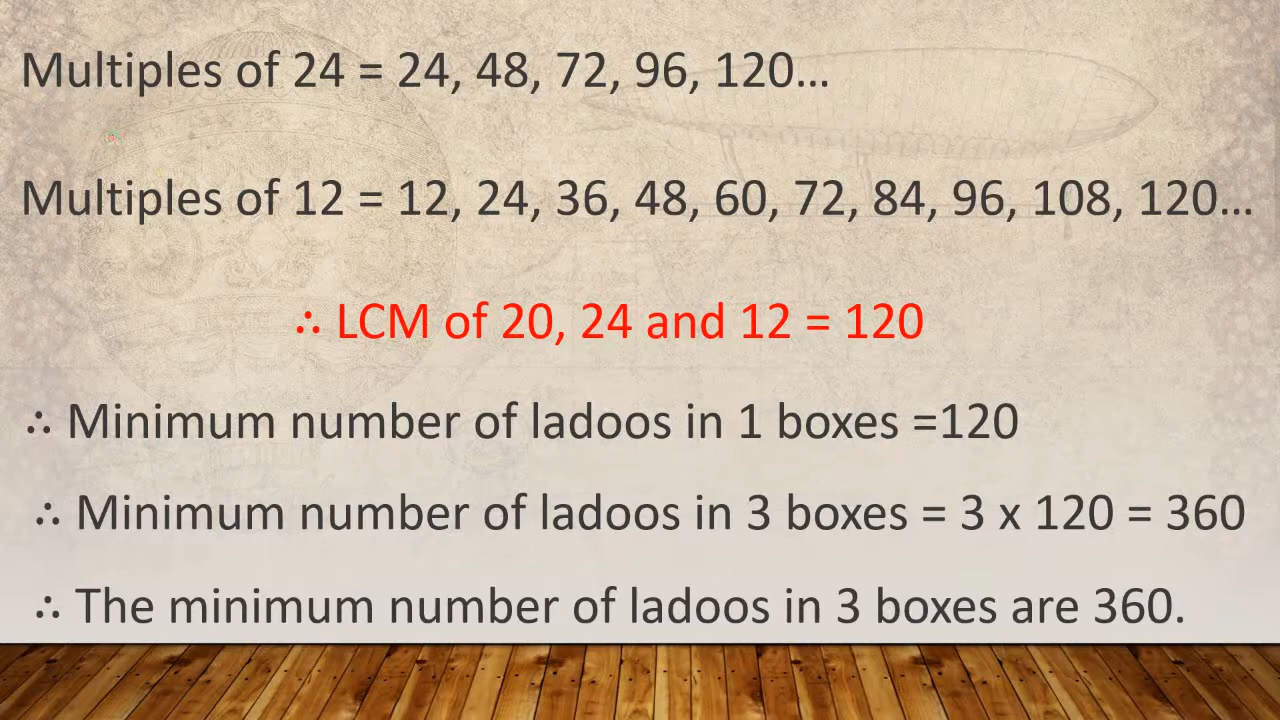 Multiples of 24 = 24, 48, 72, 96, 120…
Multiples of 12 = 12, 24, 36, 48, 60, 72, 84, 96, 108, 120…
∴ LCM of 20, 24 and 12 = 120
∴ Minimum number of ladoos in 1 boxes =120
∴ Minimum number of ladoos in 3 boxes = 3 x 120 = 360
∴ The minimum number of ladoos in 3 boxes are 360.